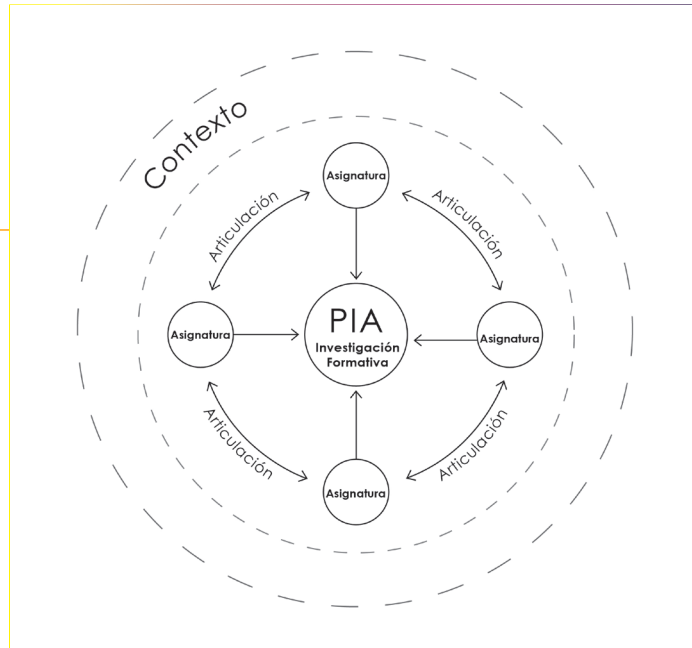 Contexto
Asignatura
Articulación
Articulación
Asignatura
PIA
Investigación
Formativa
Asignatura
Articulación
Articulación
Asignatura